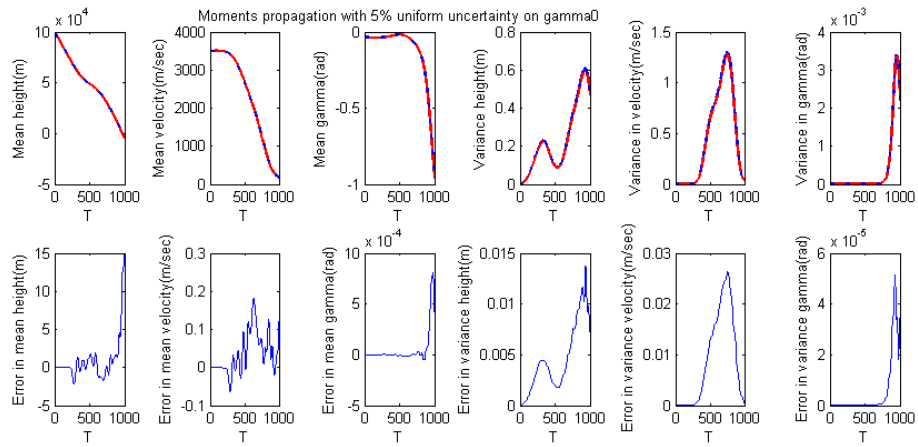 Moments propagation with 5% uniform uncertainty on gamma0
x 10^4
10
5
0
-5
0 500 1000
T
Mean height(m)
4000
3000
2000
1000
0
0 500 1000
T
Mean velocity(m/sec)
0
-0.5
-1
0 500 1000
T
Mean gamma(rad)
0.8
0.6
0.4
0.2
0
0 500 1000
T
Variance height(m)
1.5
1
0.5
0
0 500 1000
T
Variance in velocity(m/sec)
x 10^-3
4
3
2
1
0
0 500 1000
T
Variance in gamma(rad)
15
10
5
0
-5
0 500 1000
T
Error in mean height(m)
0.3
0.2
0.1
0
-0.1
0 500 1000
T
Error in mean velocity(m/sec)
x 10^-4
10
5
0
-5
0 500 1000
T
Error in mean gamma(rad)
0.015
0.01
0.005
0
0 500 1000
T
Error in variance height(m)
0.03
0.02
0.01
0
0 500 1000
T
Error in variance velocity(m/sec)
x 10^-5
6
4
2
0
0 500 1000
T
Error in variance gamma(rad)